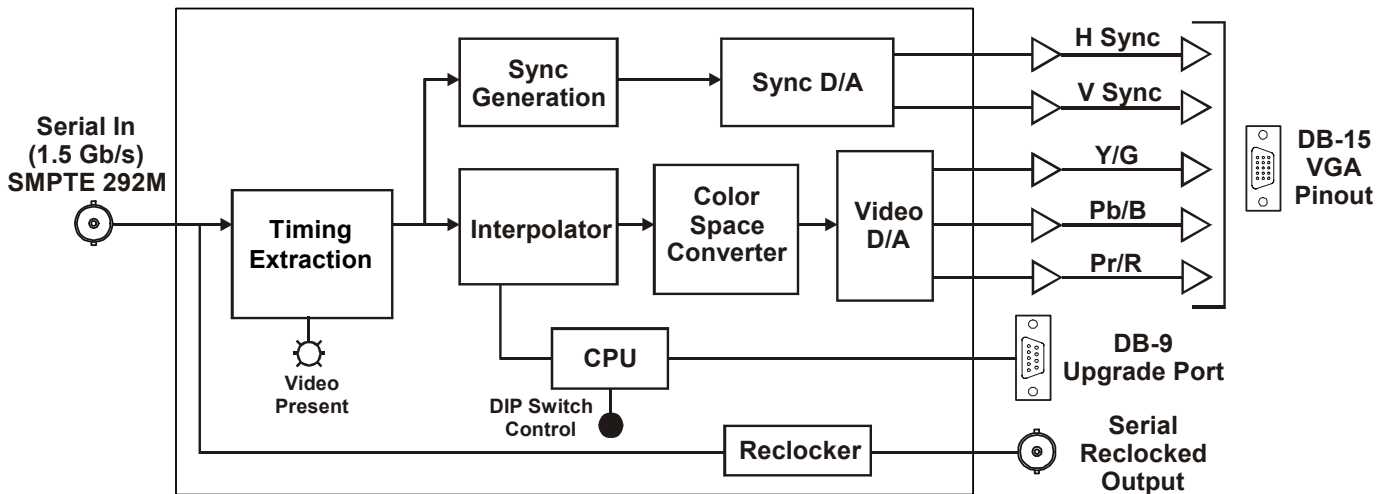 Serial In
(1.5 Gb/s)
SMPTE 292M
Timing
Extraction
Video
Present
Sync
Generation
Sync D/A
Interpolator
Color
Space
Converter
Video
D/A
CPU
DIP Switch
Control
Reclocker
H Sync
V Sync
Y/G
Pb/B
Pr/R
DB-15
VGA
Pinout
DB-9
Upgrade Port
Serial
Reclocked
Output